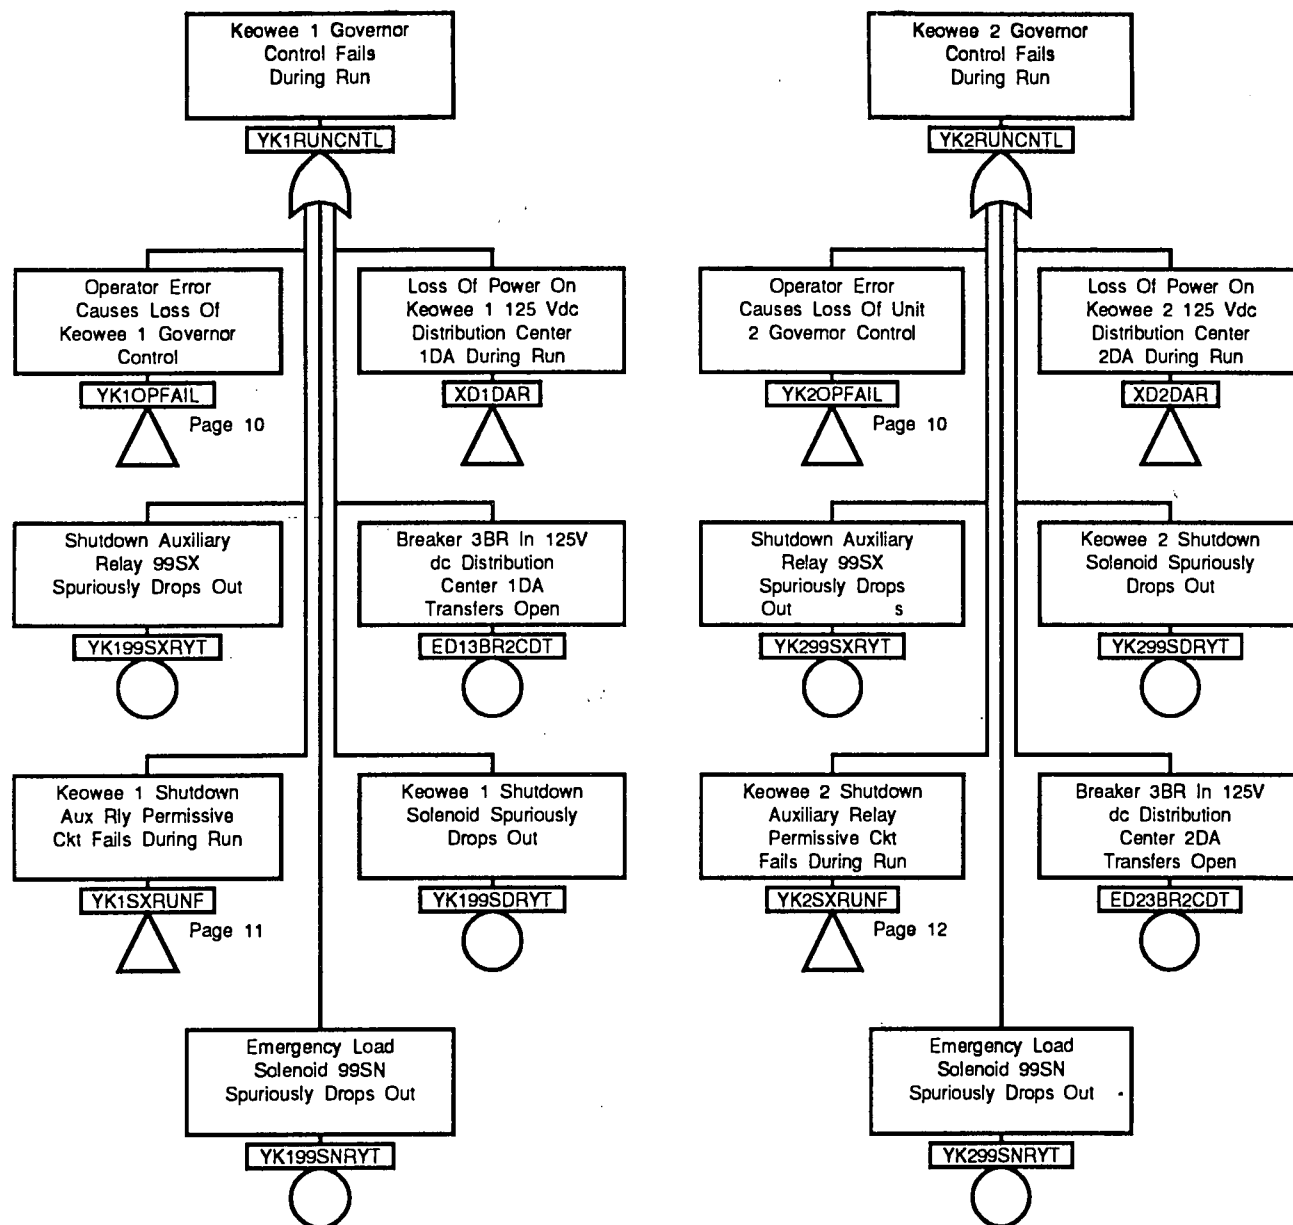 Keowee 1 Governor
Control Fails
During Run
YK1RUNCNTL
Operator Error
Causes Loss Of
Keowee 1 Governor
Control
YK1OPFAIL
Page 10
Loss Of Power On
Keowee 1 125 Vdc
Distribution Center
1DA During Run
XD1DAR
Shutdown Auxiliary
Relay 99SX
Spuriously Drops Out
YK199SXRYT
Breaker 3BR In 125V
dc Distribution
Center 1DA
Transfers Open
ED13BR2CDT
Keowee 1 Shutdown
Aux Rly Permissive
Ckt Fails During Run
YK1SXRUNF
Page 11
Keowee 1 Shutdown
Solenoid Spuriously
Drops Out
YK199SDRYT
Emergency Load
Solenoid 99SN
Spuriously Drops Out
YK199SNRYT
Keowee 2 Governor
Control Fails
During Run
YK2RUNCNTL
Operator Error
Causes Loss Of Unit
2 Governor Control
YK2OPFAIL
Page 10
Loss Of Power On
Keowee 2 125 Vdc
Distribution Center
2DA During Run
XD2DAR
Shutdown Auxiliary
Relay 99SX
Spuriously Drops
Out s
YK299SXRYT
Keowee 2 Shutdown
Solenoid Spuriously
Drops Out
YK299SDRYT
Keowee 2 Shutdown
Auxiliary Relay
Permissive Ckt
Fails During Run
YK2SXRUNF
Page 12
Breaker 3BR In 125V
dc Distribution
Center 2DA
Transfers Open
ED23BR2CDT
Emergency Load
Solenoid 99SN
Spuriously Drops Out
YK299SNRYT